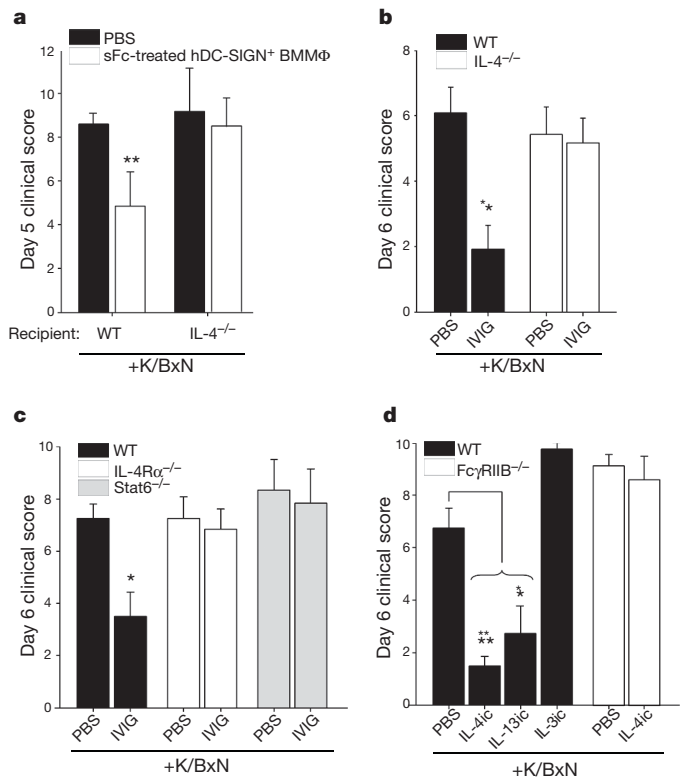 a
PBS
sFc-treated hDC-SIGN⁺ BMMΦ
12
10
8
6
4
2
0
Day 5 clinical score
**
Recipient: WT IL-4⁻/⁻
+K/BxN
b
WT
IL-4⁻/⁻
8
6
4
2
0
Day 6 clinical score
**
PBS IVIG PBS IVIG
+K/BxN
c
WT
IL-4Rα⁻/⁻
Stat6⁻/⁻
10
8
6
4
2
0
Day 6 clinical score
*
PBS IVIG PBS IVIG PBS IVIG
+K/BxN
d
WT
FcγRIIB⁻/⁻
10
8
6
4
2
0
Day 6 clinical score
**
**
*
*
PBS IL-4ic IL-13ic IL-3ic PBS IL-4ic
+K/BxN